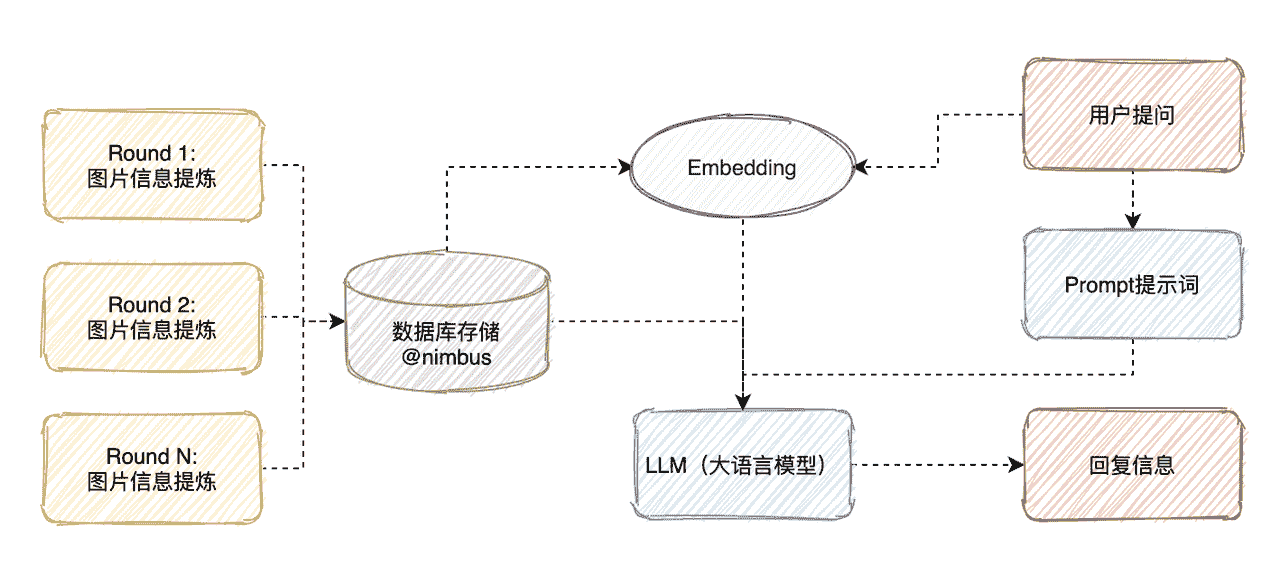 Round 1:
图片信息提炼
Round 2:
图片信息提炼
Round N:
图片信息提炼
数据库存储
@nimbus
Embedding
用户提问
Prompt提示词
LLM（大语言模型）
回复信息